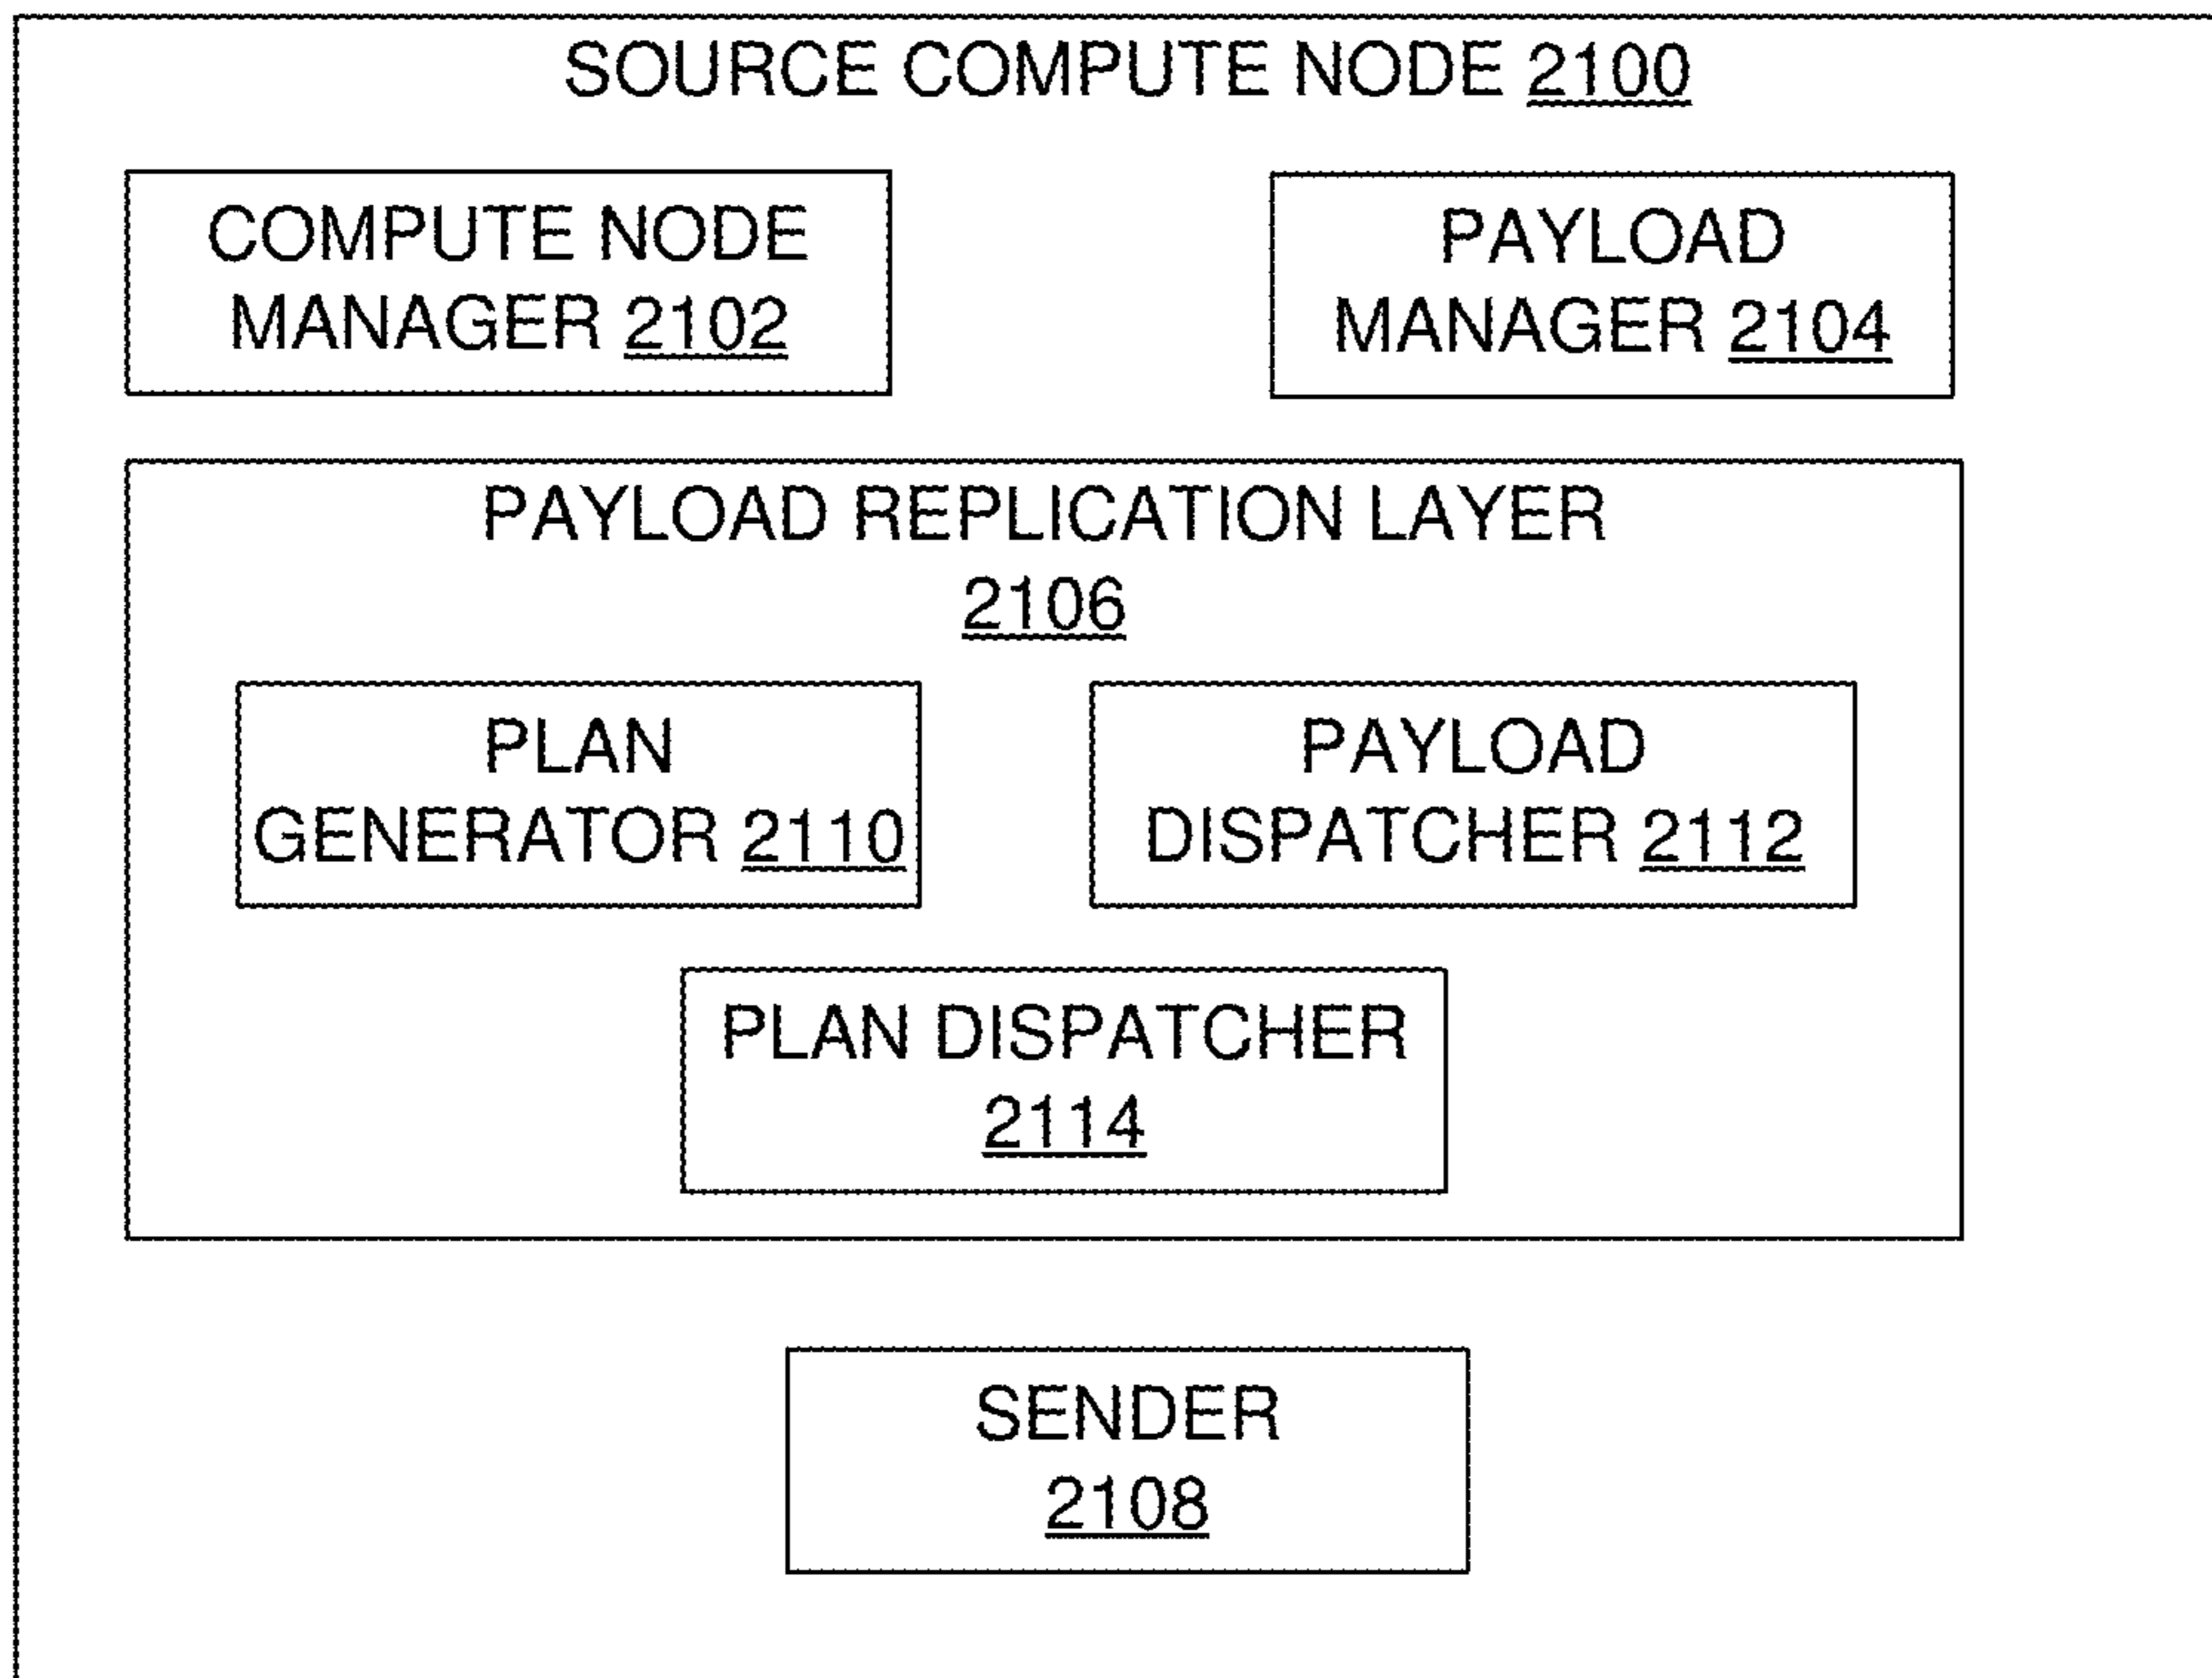 SOURCE COMPUTE NODE 2100
COMPUTE NODE
MANAGER 2102
PAYLOAD
MANAGER 2104
PAYLOAD REPLICATION LAYER
2106
PLAN
GENERATOR 2110
PAYLOAD
DISPATCHER 2112
PLAN DISPATCHER
2114
SENDER
2108